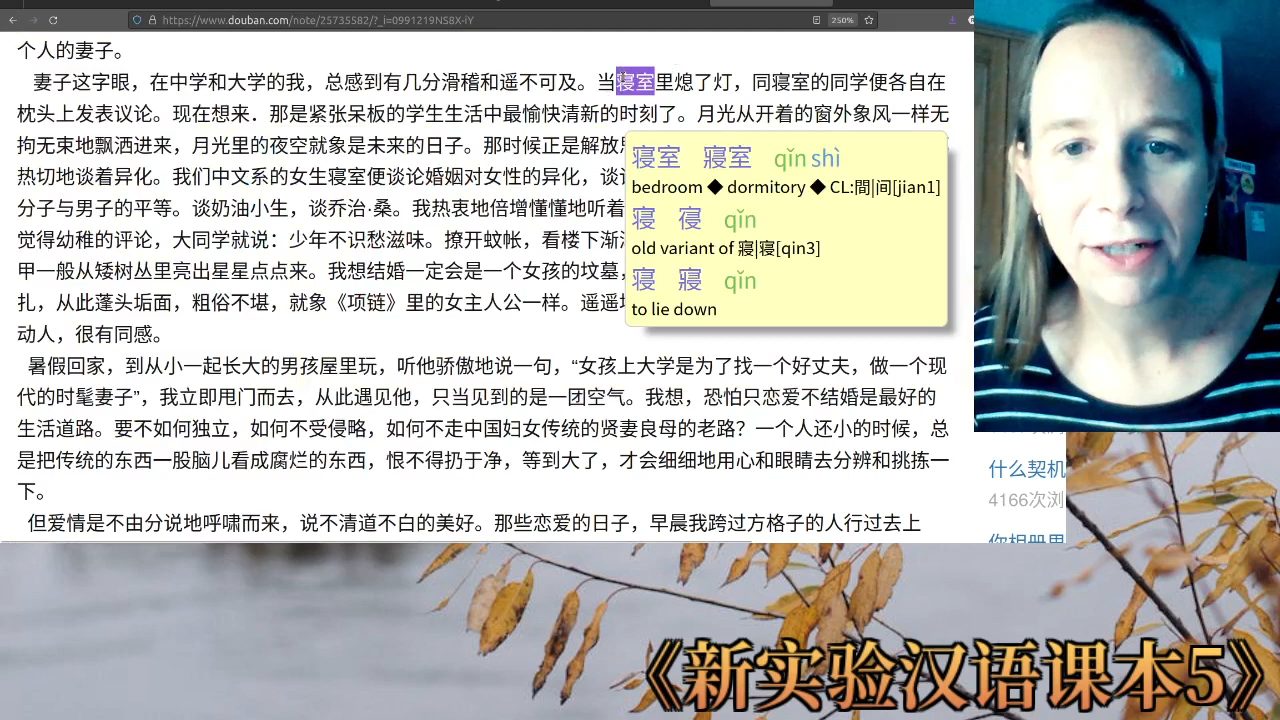 https://www.douban.com/note/25735582/?_i=0991219NS8X-iY
250%
个人的妻子。
妻子这字眼，在中学和大学的我，总感到有几分滑稽和遥不可及。当寝室里熄了灯，同寝室的同学便各自在
枕头上发表议论。现在想来．那是紧张呆板的学生生活中最愉快清新的时刻了。月光从开着的窗外象风一样无
拘无束地飘洒进来，月光里的夜空就象是未来的日子。那时候正是解放
热切地谈着异化。我们中文系的女生寝室便谈论婚姻对女性的异化，谈
分子与男子的平等。谈奶油小生，谈乔治·桑。我热衷地倍增懂懂地听着
觉得幼稚的评论，大同学就说：少年不识愁滋味。撩开蚊帐，看楼下渐
甲一般从矮树丛里亮出星星点点来。我想结婚一定会是一个女孩的坟墓，
扎，从此蓬头垢面，粗俗不堪，就象《项链》里的女主人公一样。遥遥
动人，很有同感。
暑假回家，到从小一起长大的男孩屋里玩，听他骄傲地说一句，“女孩上大学是为了找一个好丈夫，做一个现
代的时髦妻子”，我立即甩门而去，从此遇见他，只当见到的是一团空气。我想，恐怕只恋爱不结婚是最好的
生活道路。要不如何独立，如何不受侵略，如何不走中国妇女传统的贤妻良母的老路？一个人还小的时候，总
是把传统的东西一股脑儿看成腐烂的东西，恨不得扔于净，等到大了，才会细细地用心和眼睛去分辨和挑拣一
下。
但爱情是不由分说地呼啸而来，说不清道不白的美好。那些恋爱的日子，早晨我跨过方格子的人行过去上
寝室 寢室 qǐn shì
bedroom ◆ dormitory ◆ CL:間|间[jian1]
寝 㝲 qǐn
old variant of 寢|寝[qin3]
寝 寢 qǐn
to lie down
什么契机
4166次浏
你相册里
《新实验汉语课本5》